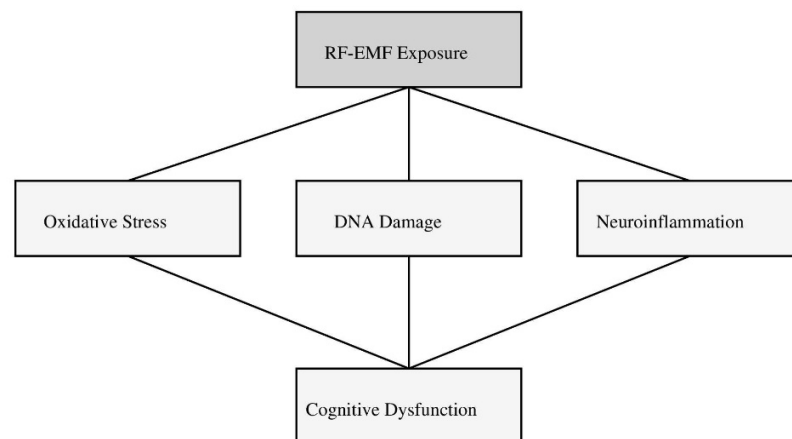 RF-EMF Exposure
Oxidative Stress
DNA Damage
Neuroinflammation
Cognitive Dysfunction